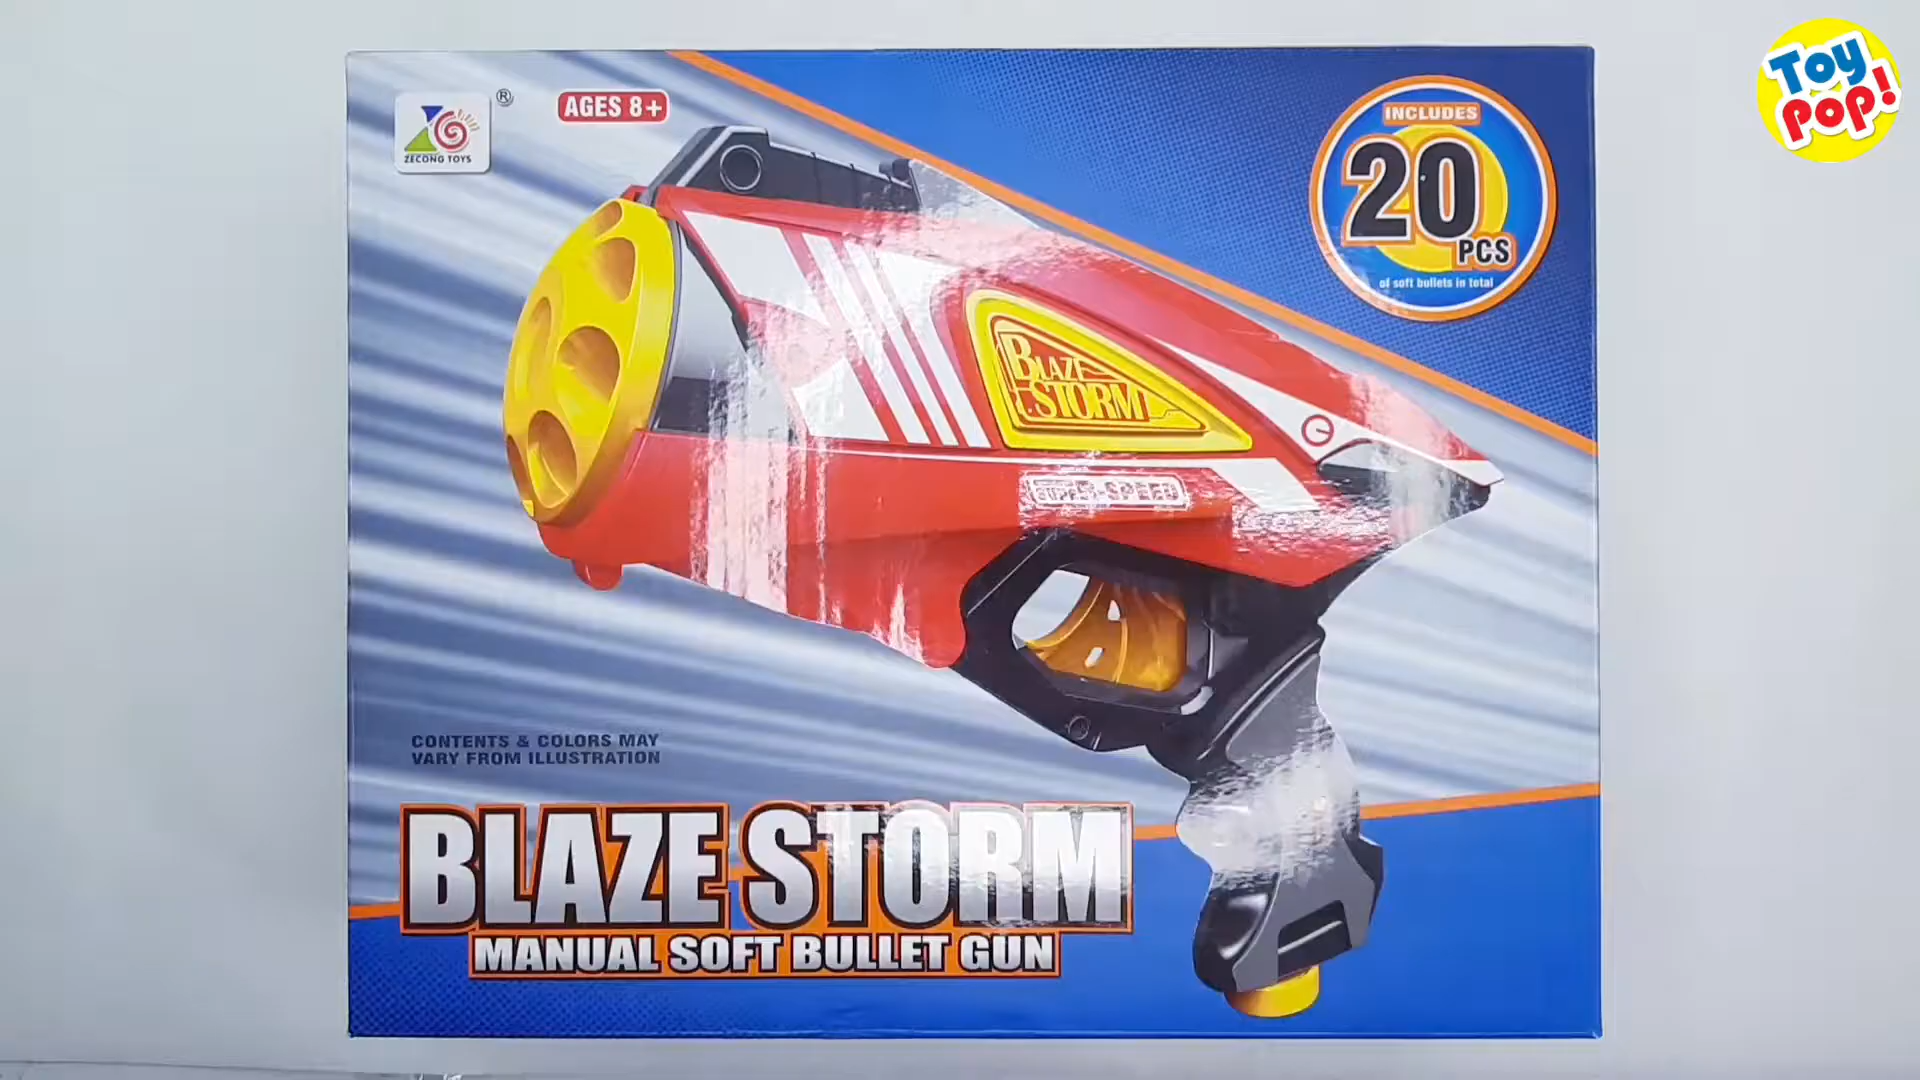 ZECONG TOYS
®
AGES 8+
INCLUDES
20
PCS
of soft bullets in total
Toy
POP!
BLAZE
STORM
SUPER-SPEED
CONTENTS & COLORS MAY
VARY FROM ILLUSTRATION
BLAZE STORM
MANUAL SOFT BULLET GUN